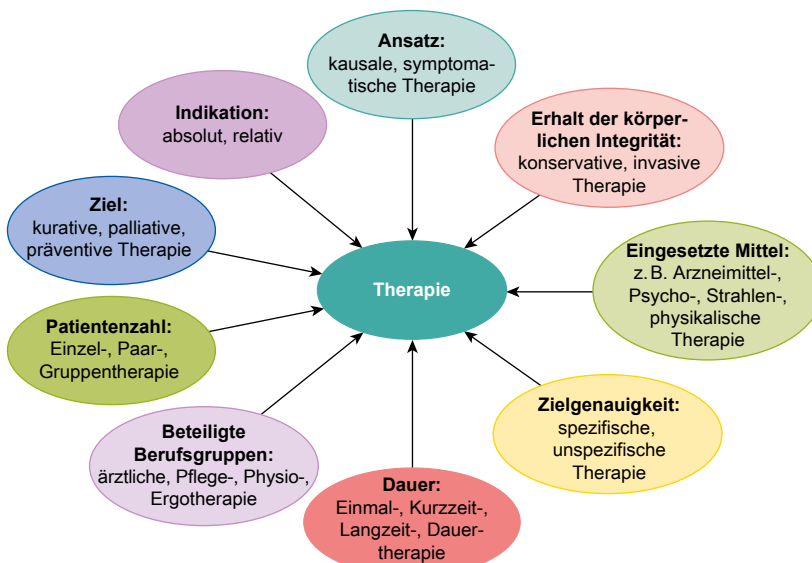 Ansatz:
kausale, symptoma-
tische Therapie
Erhalt der körper-
lichen Integrität:
konservative, invasive
Therapie
Eingesetzte Mittel:
z. B. Arzneimittel-,
Psycho-, Strahlen-,
physikalische
Therapie
Zielgenauigkeit:
spezifische,
unspezifische
Therapie
Dauer:
Einmal-, Kurzzeit-,
Langzeit-, Dauer-
therapie
Beteiligte
Berufsgruppen:
ärztliche, Pflege-, Physio-,
Ergotherapie
Patientenzahl:
Einzel-, Paar-,
Gruppentherapie
Ziel:
kurative, palliative,
präventive Therapie
Indikation:
absolut, relativ
Therapie